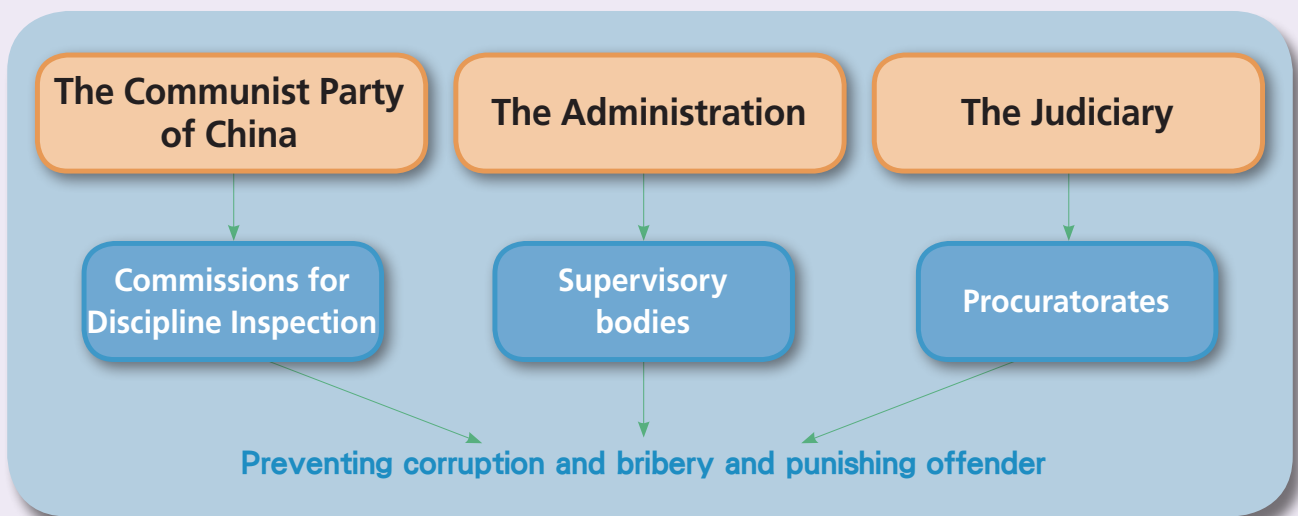 The Communist Party
of China
The Administration
The Judiciary
Commissions for
Discipline Inspection
Supervisory
bodies
Procuratorates
Preventing corruption and bribery and punishing offender